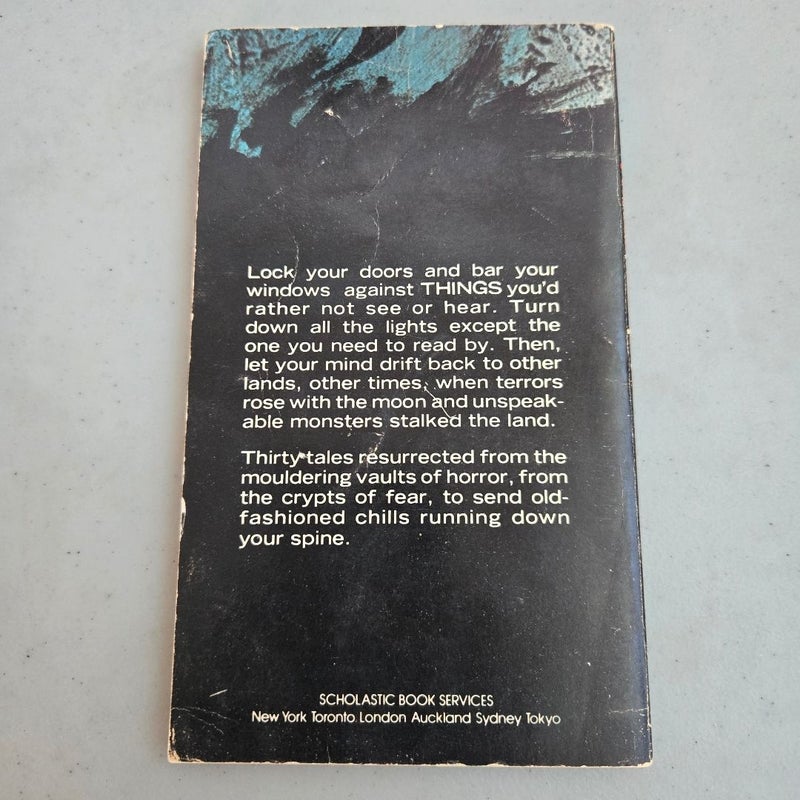 Lock your doors and bar your
windows against THINGS you'd
rather not see or hear. Turn
down all the lights except the
one you need to read by. Then,
let your mind drift back to other
lands, other times, when terrors
rose with the moon and unspeak-
able monsters stalked the land.
Thirty tales resurrected from the
mouldering vaults of horror, from
the crypts of fear, to send old-
fashioned chills running down
your spine.
SCHOLASTIC BOOK SERVICES
New York Toronto London Auckland Sydney Tokyo